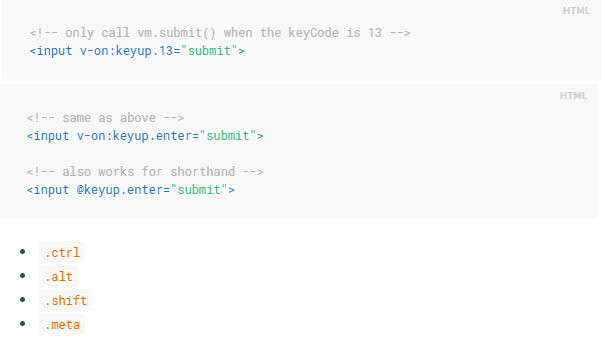 HTML
<!-- only call vm.submit() when the keyCode is 13 -->
<input v-on:keyup.13="submit">
HTML
<!-- same as above -->
<input v-on:keyup.enter="submit">
<!-- also works for shorthand -->
<input @keyup.enter="submit">
.ctrl
.alt
.shift
.meta